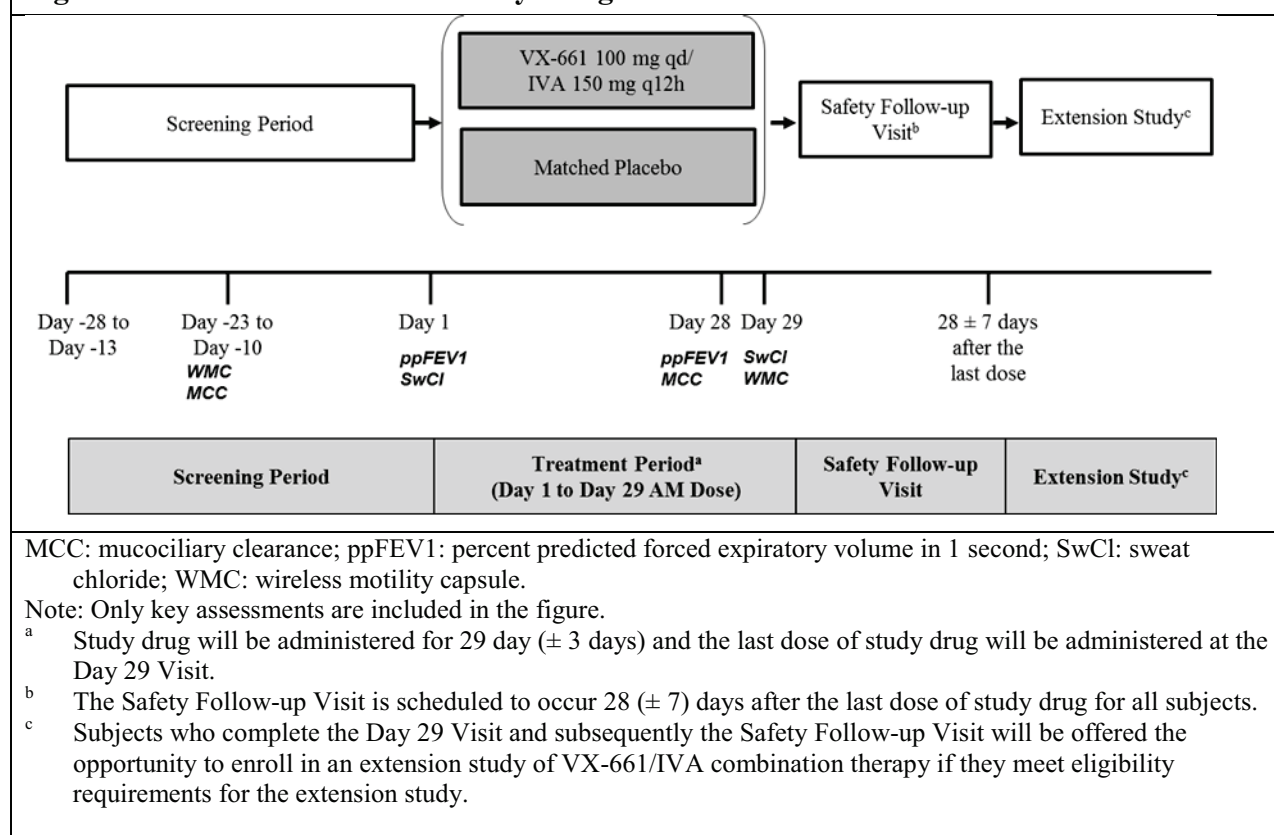 VX-661 100 mg qd/
IVA 150 mg q12h
Screening Period
Matched Placebo
Safety Follow-up
Visitᵇ
Extension Studyᶜ
Day -28 to
Day -13
Day -23 to
Day -10
WMC
MCC
Day 1
ppFEV1
SwCl
Day 28
ppFEV1
MCC
Day 29
SwCl
WMC
28 ± 7 days
after the
last dose
Screening Period
Treatment Periodᵃ
(Day 1 to Day 29 AM Dose)
Safety Follow-up
Visit
Extension Studyᶜ
MCC: mucociliary clearance; ppFEV1: percent predicted forced expiratory volume in 1 second; SwCl: sweat
chloride; WMC: wireless motility capsule.
Note: Only key assessments are included in the figure.
ᵃ Study drug will be administered for 29 day (± 3 days) and the last dose of study drug will be administered at the
Day 29 Visit.
ᵇ The Safety Follow-up Visit is scheduled to occur 28 (± 7) days after the last dose of study drug for all subjects.
ᶜ Subjects who complete the Day 29 Visit and subsequently the Safety Follow-up Visit will be offered the
opportunity to enroll in an extension study of VX-661/IVA combination therapy if they meet eligibility
requirements for the extension study.